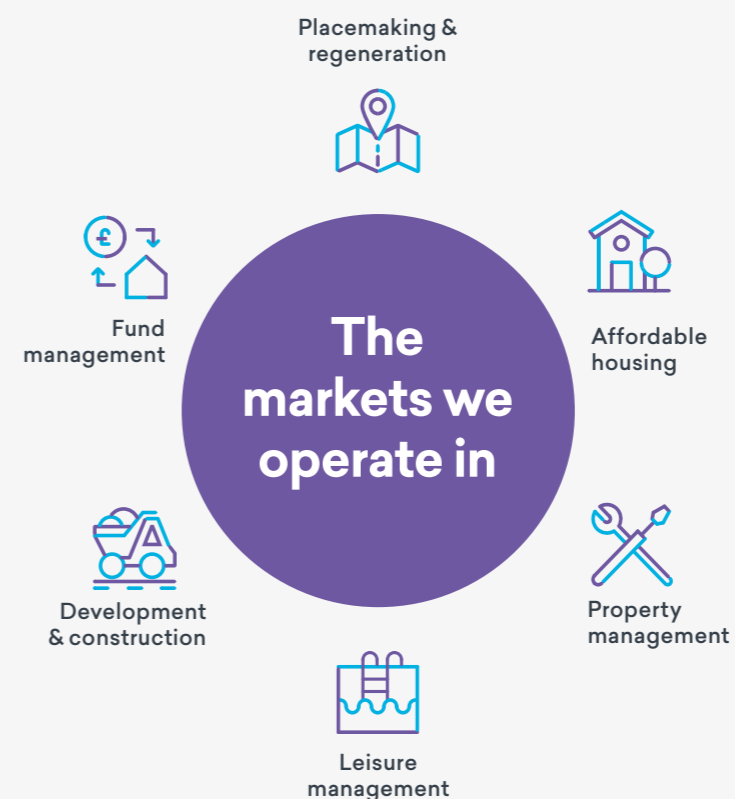 Placemaking &
regeneration
£
Fund
management
Affordable
housing
The
markets we
operate in
Development
& construction
Property
management
Leisure
management